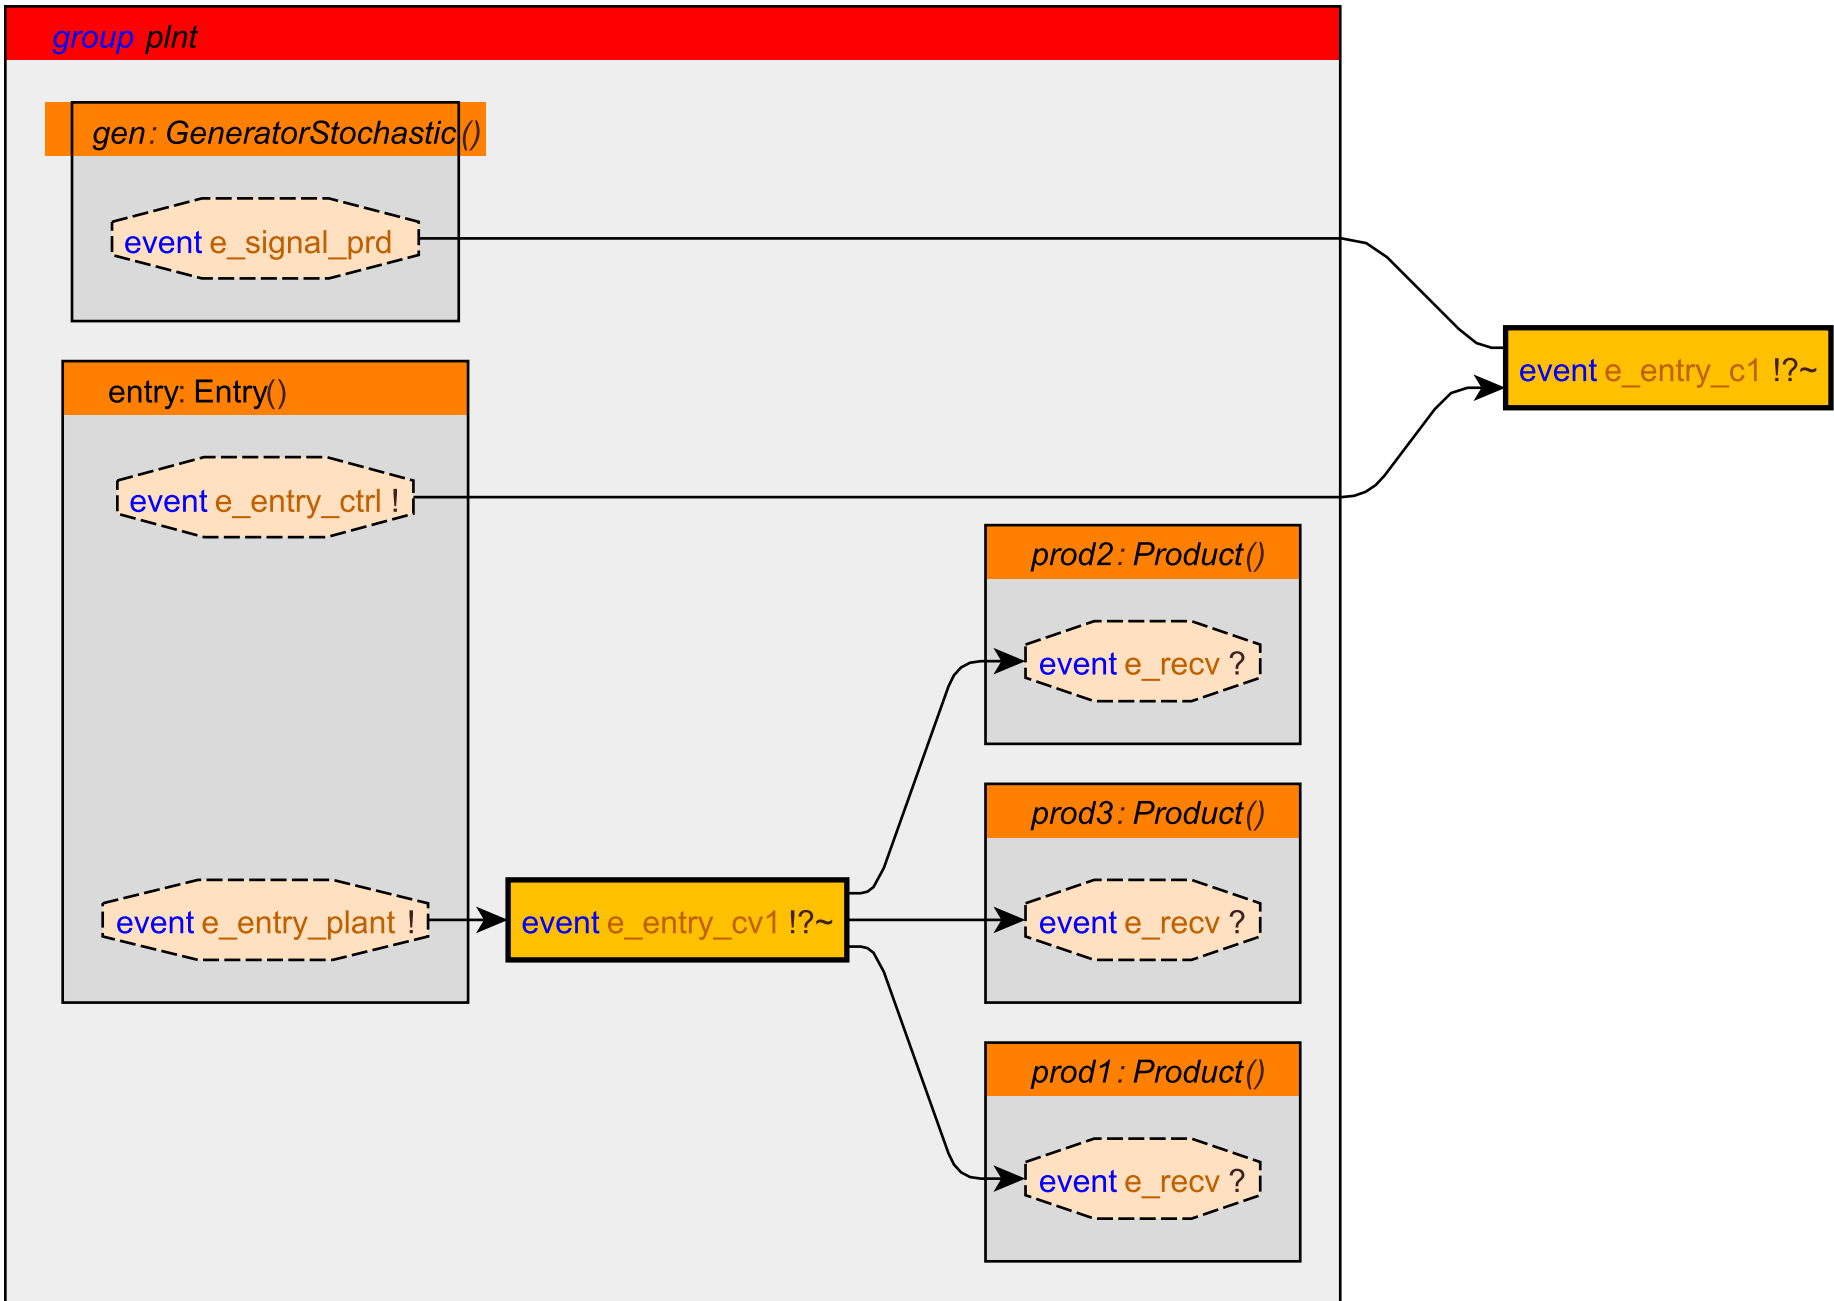 group plnt
gen: GeneratorStochastic()
event e_signal_prd
event e_entry_c1 !?~
entry: Entry()
event e_entry_ctrl !
prod2: Product()
event e_recv ?
prod3: Product()
event e_entry_plant !
event e_entry_cv1 !?~
event e_recv ?
prod1: Product()
event e_recv ?